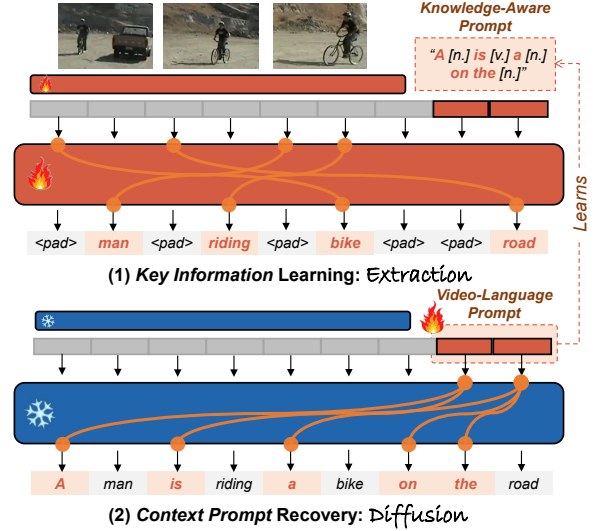 Knowledge-Aware
Prompt
“A [n.] is [v.] a [n.]
on the [n.]”
<pad> man <pad> riding <pad> bike <pad> <pad> road
(1) Key Information Learning: Extraction
Learns
Video-Language
Prompt
A man is riding a bike on the road
(2) Context Prompt Recovery: Diffusion